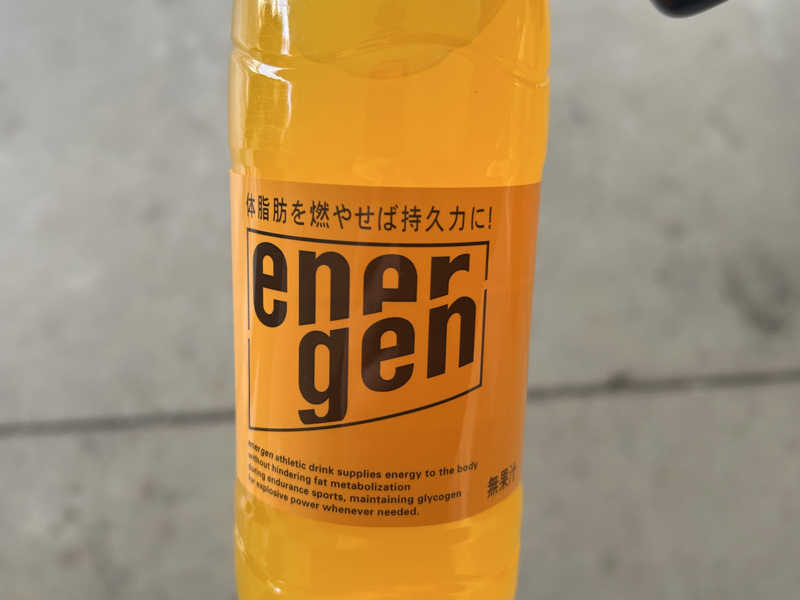 体脂肪を燃やせば持久力に!
ener
gen
energen athletic drink supplies energy to the body
without hindering fat metabolization
during endurance sports, maintaining glycogen
for explosive power whenever needed.
無果汁